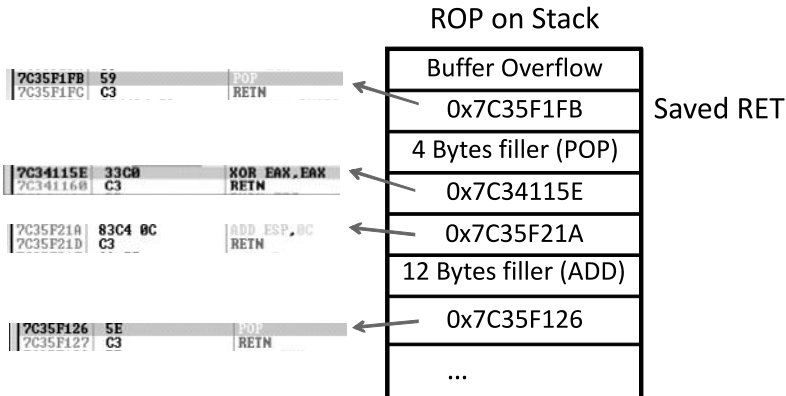 ROP on Stack
Buffer Overflow
7C35F1FB 59 POP
7C35F1FC C3 RETN
0x7C35F1FB
Saved RET
4 Bytes filler (POP)
7C34115E 33C0 XOR EAX,EAX
7C341160 C3 RETN
0x7C34115E
7C35F21A 83C4 0C ADD ESP,0C
7C35F21D C3 RETN
0x7C35F21A
12 Bytes filler (ADD)
7C35F126 5E POP
7C35F127 C3 RETN
0x7C35F126
...